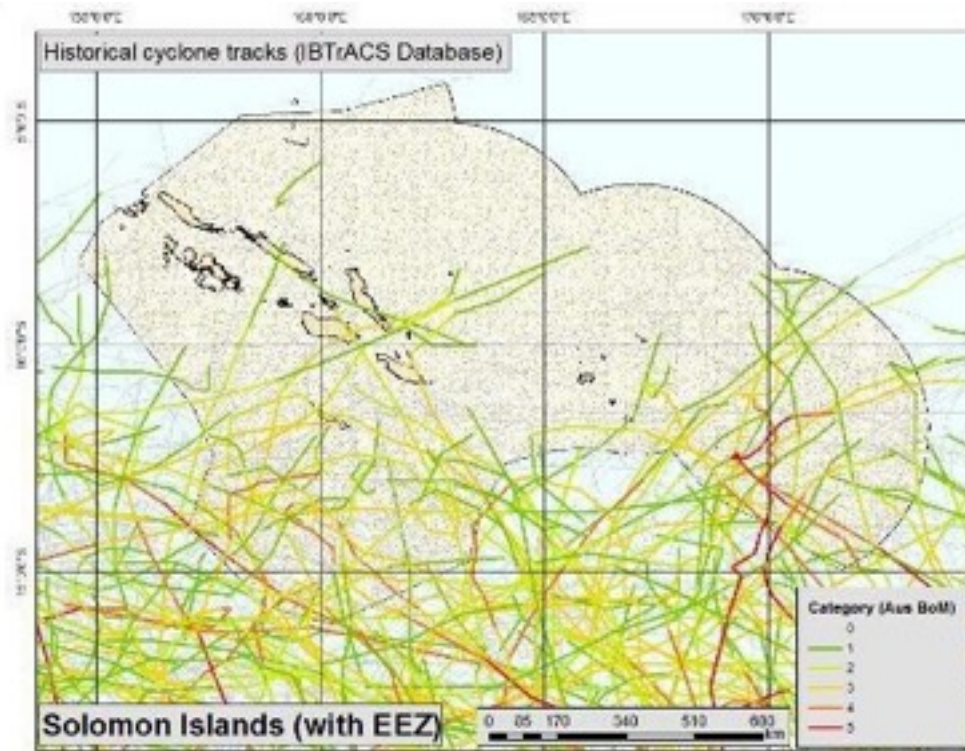 Historical cyclone tracks (IBTrACS Database)
Category (Aus BoM)
0
1
2
3
4
5
Solomon Islands (with EEZ)
0 85 170 340 510 680
km